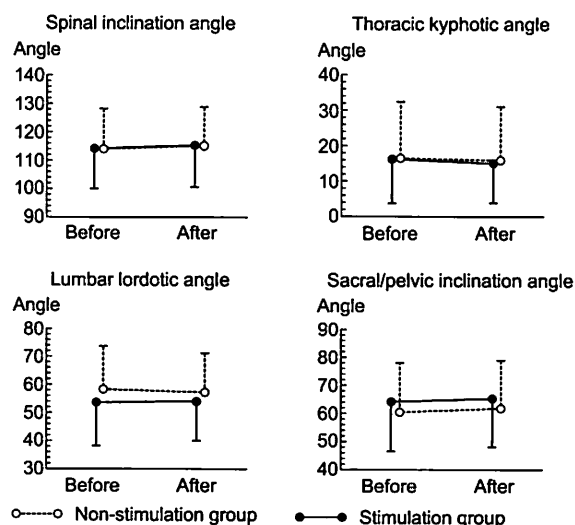 Spinal inclination angle
Angle
140
130
120
110
100
90
Before After
Thoracic kyphotic angle
Angle
40
30
20
10
0
Before After
Lumbar lordotic angle
Angle
80
70
60
50
40
30
Before After
Sacral/pelvic inclination angle
Angle
90
80
70
60
50
40
Before After
Non-stimulation group Stimulation group